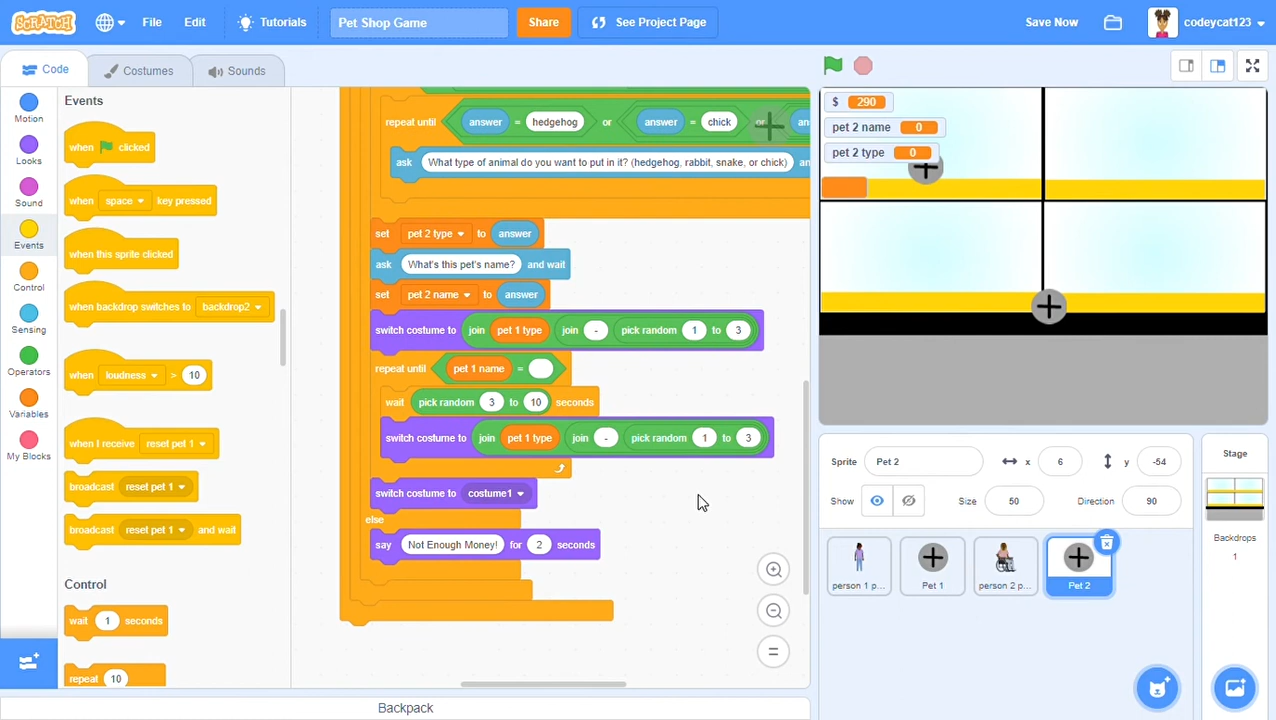 SCRATCH File Edit Tutorials Pet Shop Game Share See Project Page Save Now codeycat123
Code Costumes Sounds
Motion
Looks
Sound
Events
Control
Sensing
Operators
Variables
My Blocks
Events
when clicked
when space key pressed
when this sprite clicked
when backdrop switches to backdrop2
when loudness > 10
when I receive reset pet 1
broadcast reset pet 1
broadcast reset pet 1 and wait
Control
wait 1 seconds
repeat 10
repeat until answer = hedgehog or answer = chick or
ask What type of animal do you want to put in it? (hedgehog, rabbit, snake, or chick)
set pet 2 type to answer
ask What's this pet's name? and wait
set pet 2 name to answer
switch costume to join pet 1 type join - pick random 1 to 3
repeat until pet 1 name =
wait pick random 3 to 10 seconds
switch costume to join pet 1 type join - pick random 1 to 3
switch costume to costume1
else
say Not Enough Money! for 2 seconds
Backpack
$ 290
pet 2 name 0
pet 2 type 0
Sprite Pet 2 x 6 y -54
Show Size 50 Direction 90
person 1 p... Pet 1 person 2 p... Pet 2
Stage
Backdrops
1